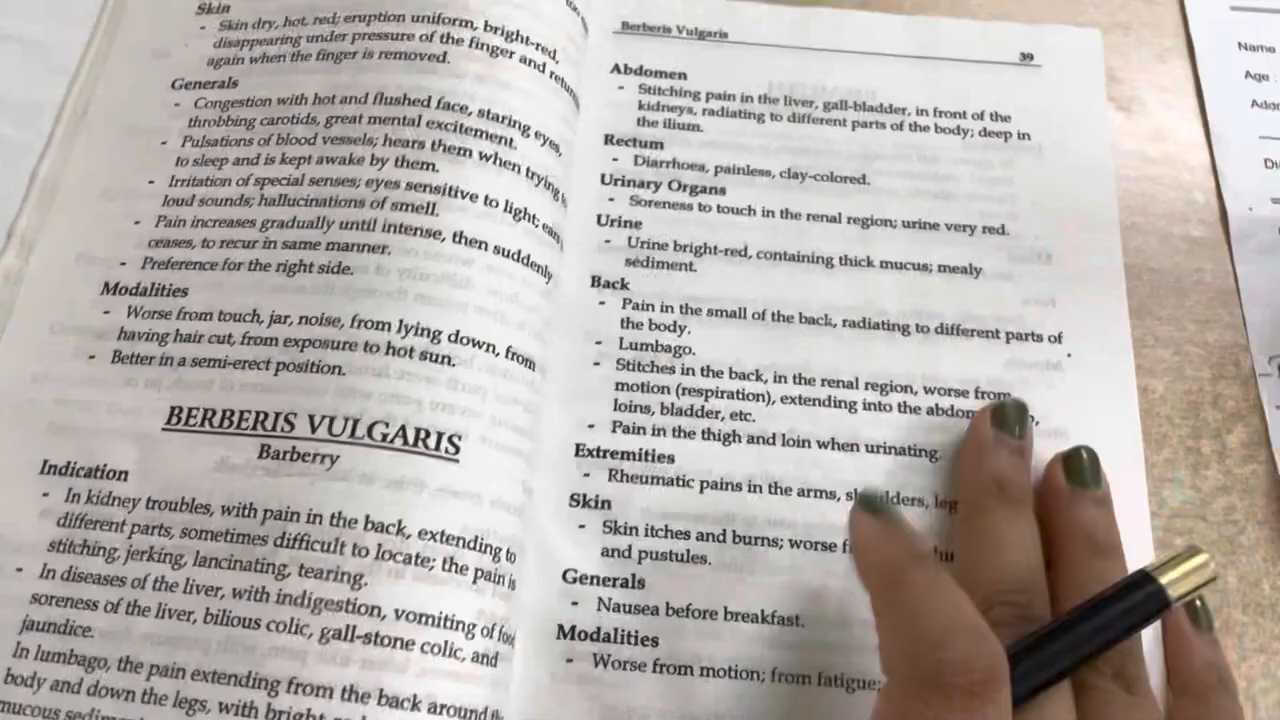 Skin
- Skin dry, hot, red; eruption uniform, bright-red,
disappearing under pressure of the finger and
again when the finger is removed.
Generals
- Congestion with hot and flushed face, staring eyes,
throbbing carotids, great mental excitement.
- Pulsations of blood vessels; hears them when trying
to sleep and is kept awake by them.
- Irritation of special senses; eyes sensitive to light;
loud sounds; hallucinations of smell.
- Pain increases gradually until intense, then suddenly
ceases, to recur in same manner.
- Preference for the right side.
Modalities
- Worse from touch, jar, noise, from lying down, from
having hair cut, from exposure to hot sun.
- Better in a semi-erect position.
BERBERIS VULGARIS
Barberry
Indication
- In kidney troubles, with pain in the back, extending to
different parts, sometimes difficult to locate; the pain is
stitching, jerking, lancinating, tearing.
- In diseases of the liver, with indigestion, vomiting of
soreness of the liver, bilious colic, gall-stone colic, and
jaundice.
In lumbago, the pain extending from the back around
body and down the legs, with bright
mucous
Berberis Vulgaris
39
Abdomen
- Stitching pain in the liver, gall-bladder, in front of the
kidneys, radiating to different parts of the body; deep in
the ilium.
Rectum
- Diarrhoea, painless, clay-colored.
Urinary Organs
- Soreness to touch in the renal region; urine very red.
Urine
- Urine bright-red, containing thick mucus; mealy
sediment.
Back
- Pain in the small of the back, radiating to different parts of
the body.
- Lumbago.
- Stitches in the back, in the renal region, worse from
motion (respiration), extending into the
loins, bladder, etc.
- Pain in the thigh and loin when urinating.
Extremities
- Rheumatic pains in the arms, shoulders,
Skin
- Skin itches and burns; worse
and pustules.
Generals
- Nausea before breakfast.
Modalities
- Worse from motion; from fatigue;
Name
Age